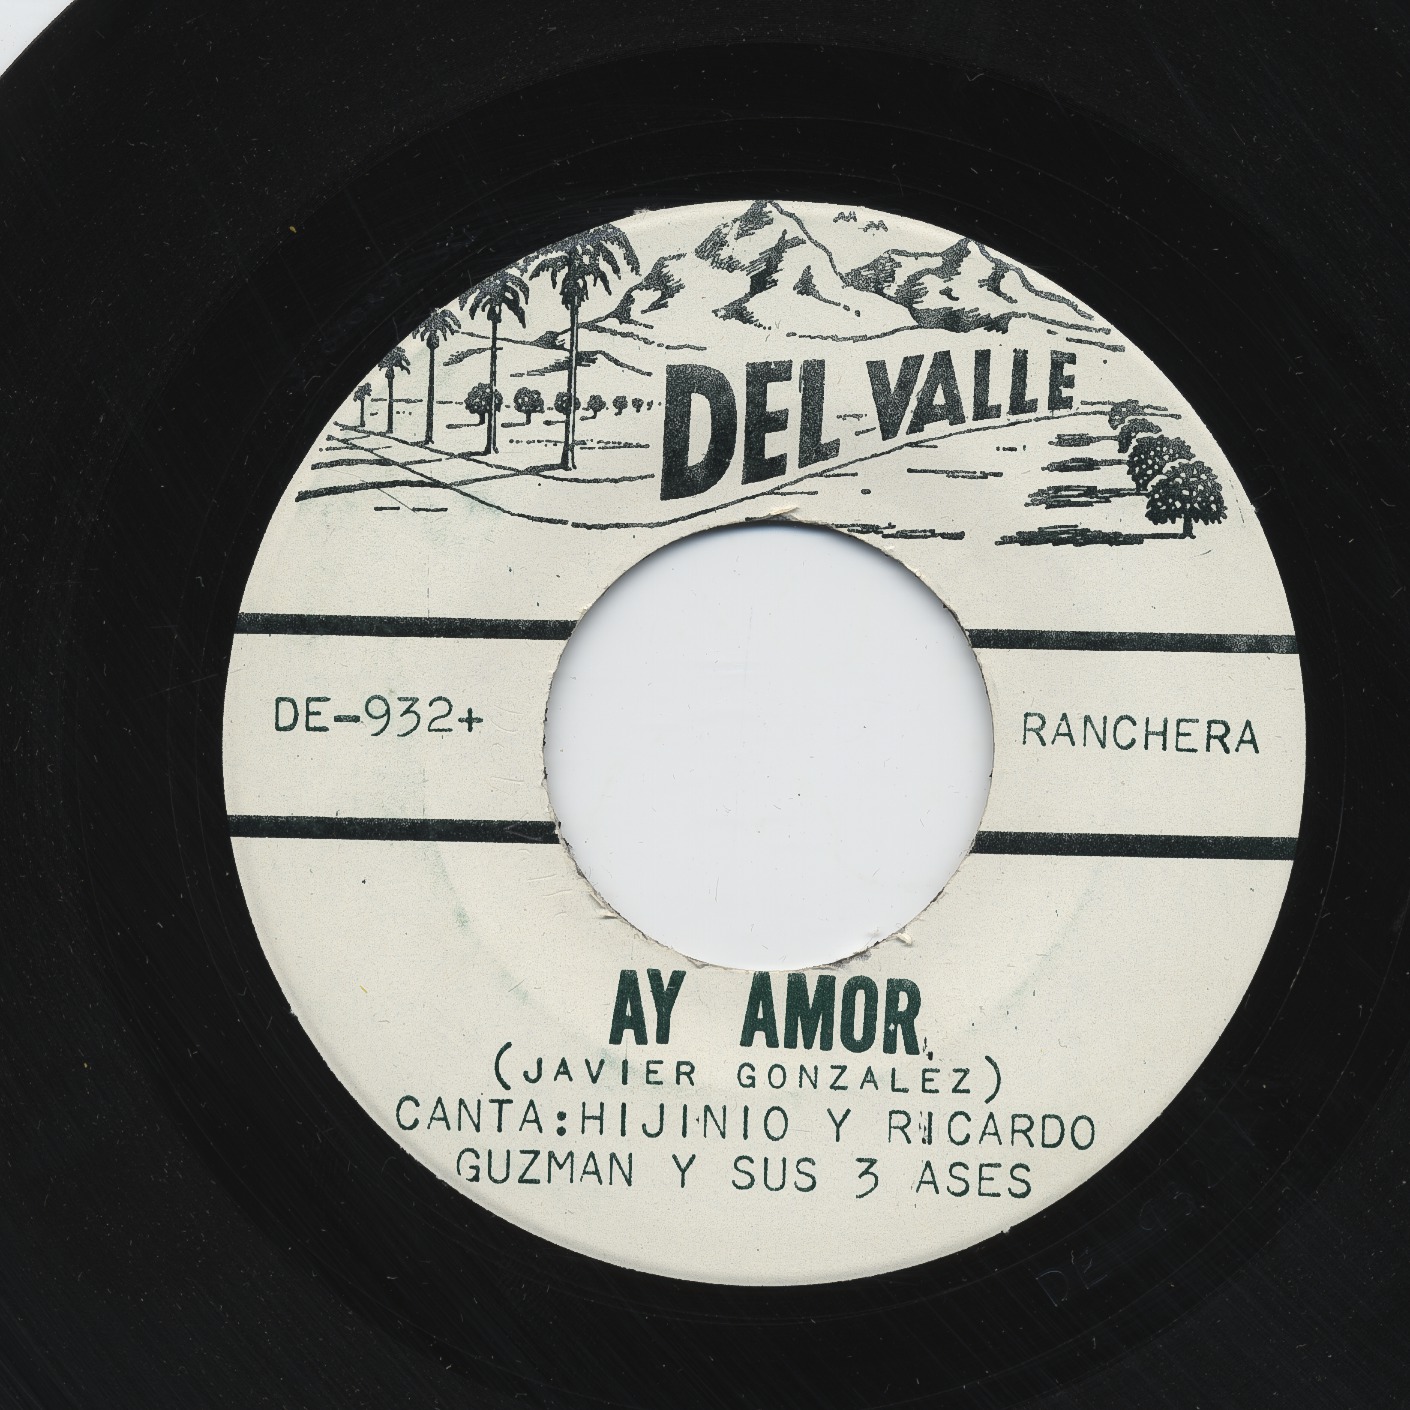 DEL VALLE
DE-932+
RANCHERA
AY AMOR
(JAVIER GONZALEZ)
CANTA: HIJINIO Y RICARDO
GUZMAN Y SUS 3 ASES